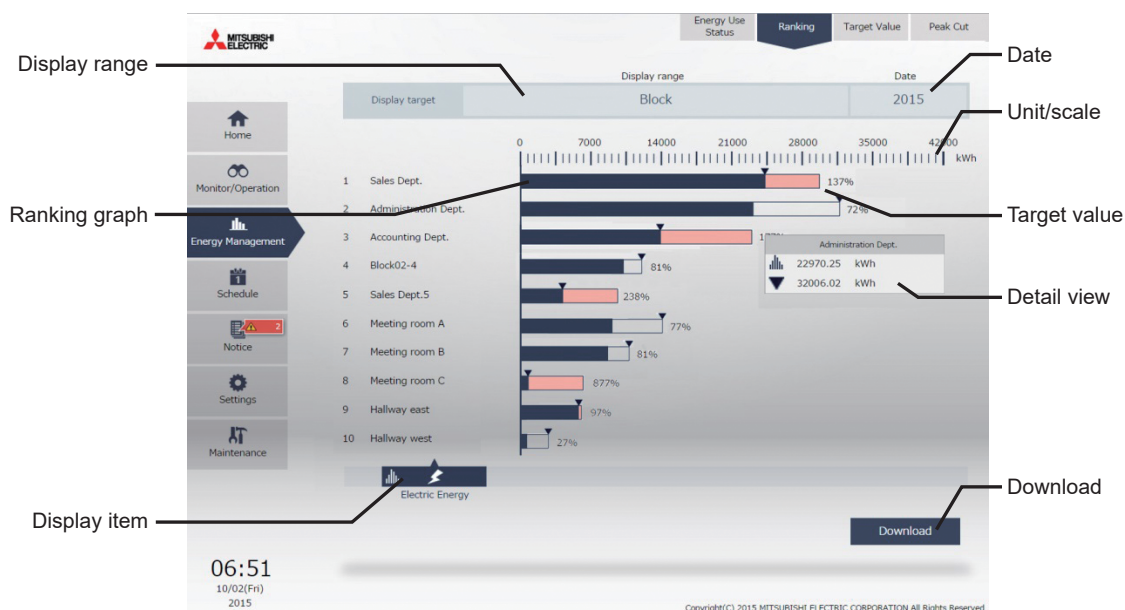 MITSUBISHI
ELECTRIC
Energy Use
Status
Ranking
Target Value
Peak Cut
Display range
Date
Display range
Date
Display target
Block
2015
Unit/scale
0 7000 14000 21000 28000 35000 42000
kWh
Home
Monitor/Operation
Energy Management
1
Schedule
2
Notice
Settings
Maintenance
Ranking graph
1 Sales Dept. 137%
2 Administration Dept. 72%
3 Accounting Dept.
4 Block02-4 81%
5 Sales Dept.5 238%
6 Meeting room A 77%
7 Meeting room B 81%
8 Meeting room C 877%
9 Hallway east 97%
10 Hallway west 27%
Target value
Administration Dept.
22970.25 kWh
32006.02 kWh
Detail view
Electric Energy
Display item
Download
Download
06:51
10/02(Fri)
2015
Copyright(C) 2015 MITSUBISHI ELECTRIC CORPORATION All Rights Reserved